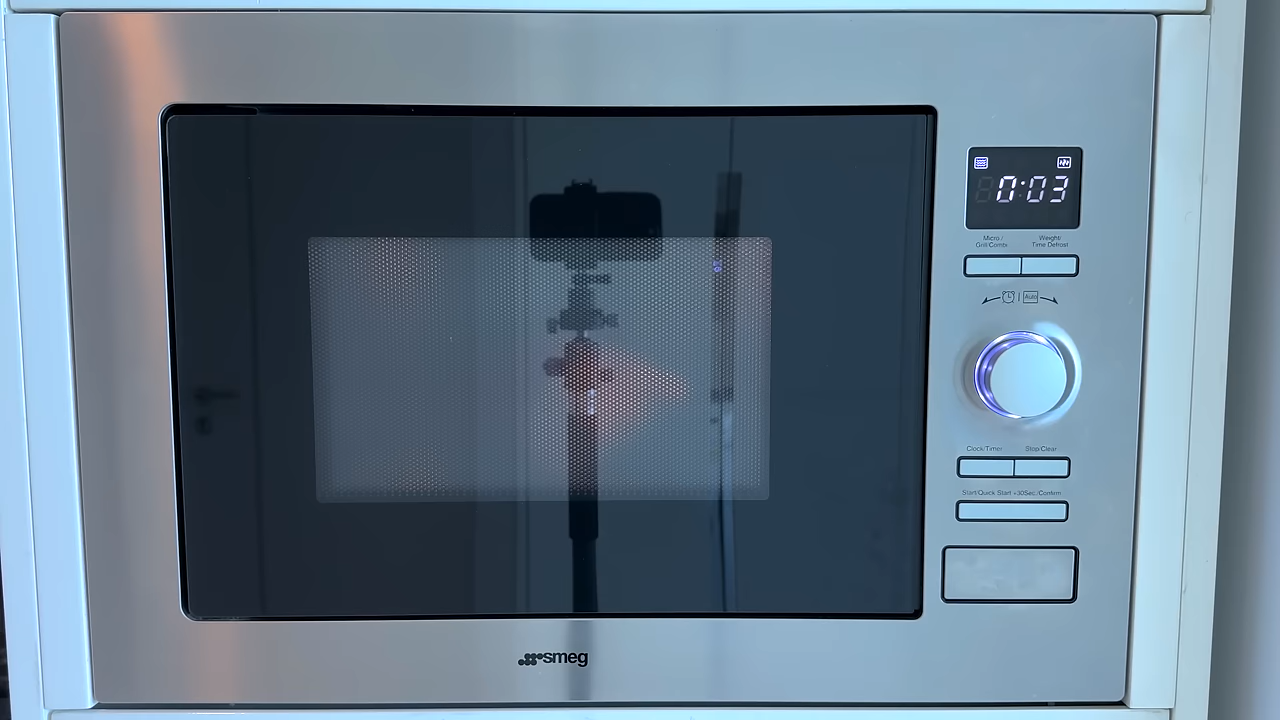 0:03
Micro/ Weight/
Grill/Combi Time Defrost
Auto
Clock/Timer Stop/Clear
Start/Quick Start +30Sec./Confirm
smeg